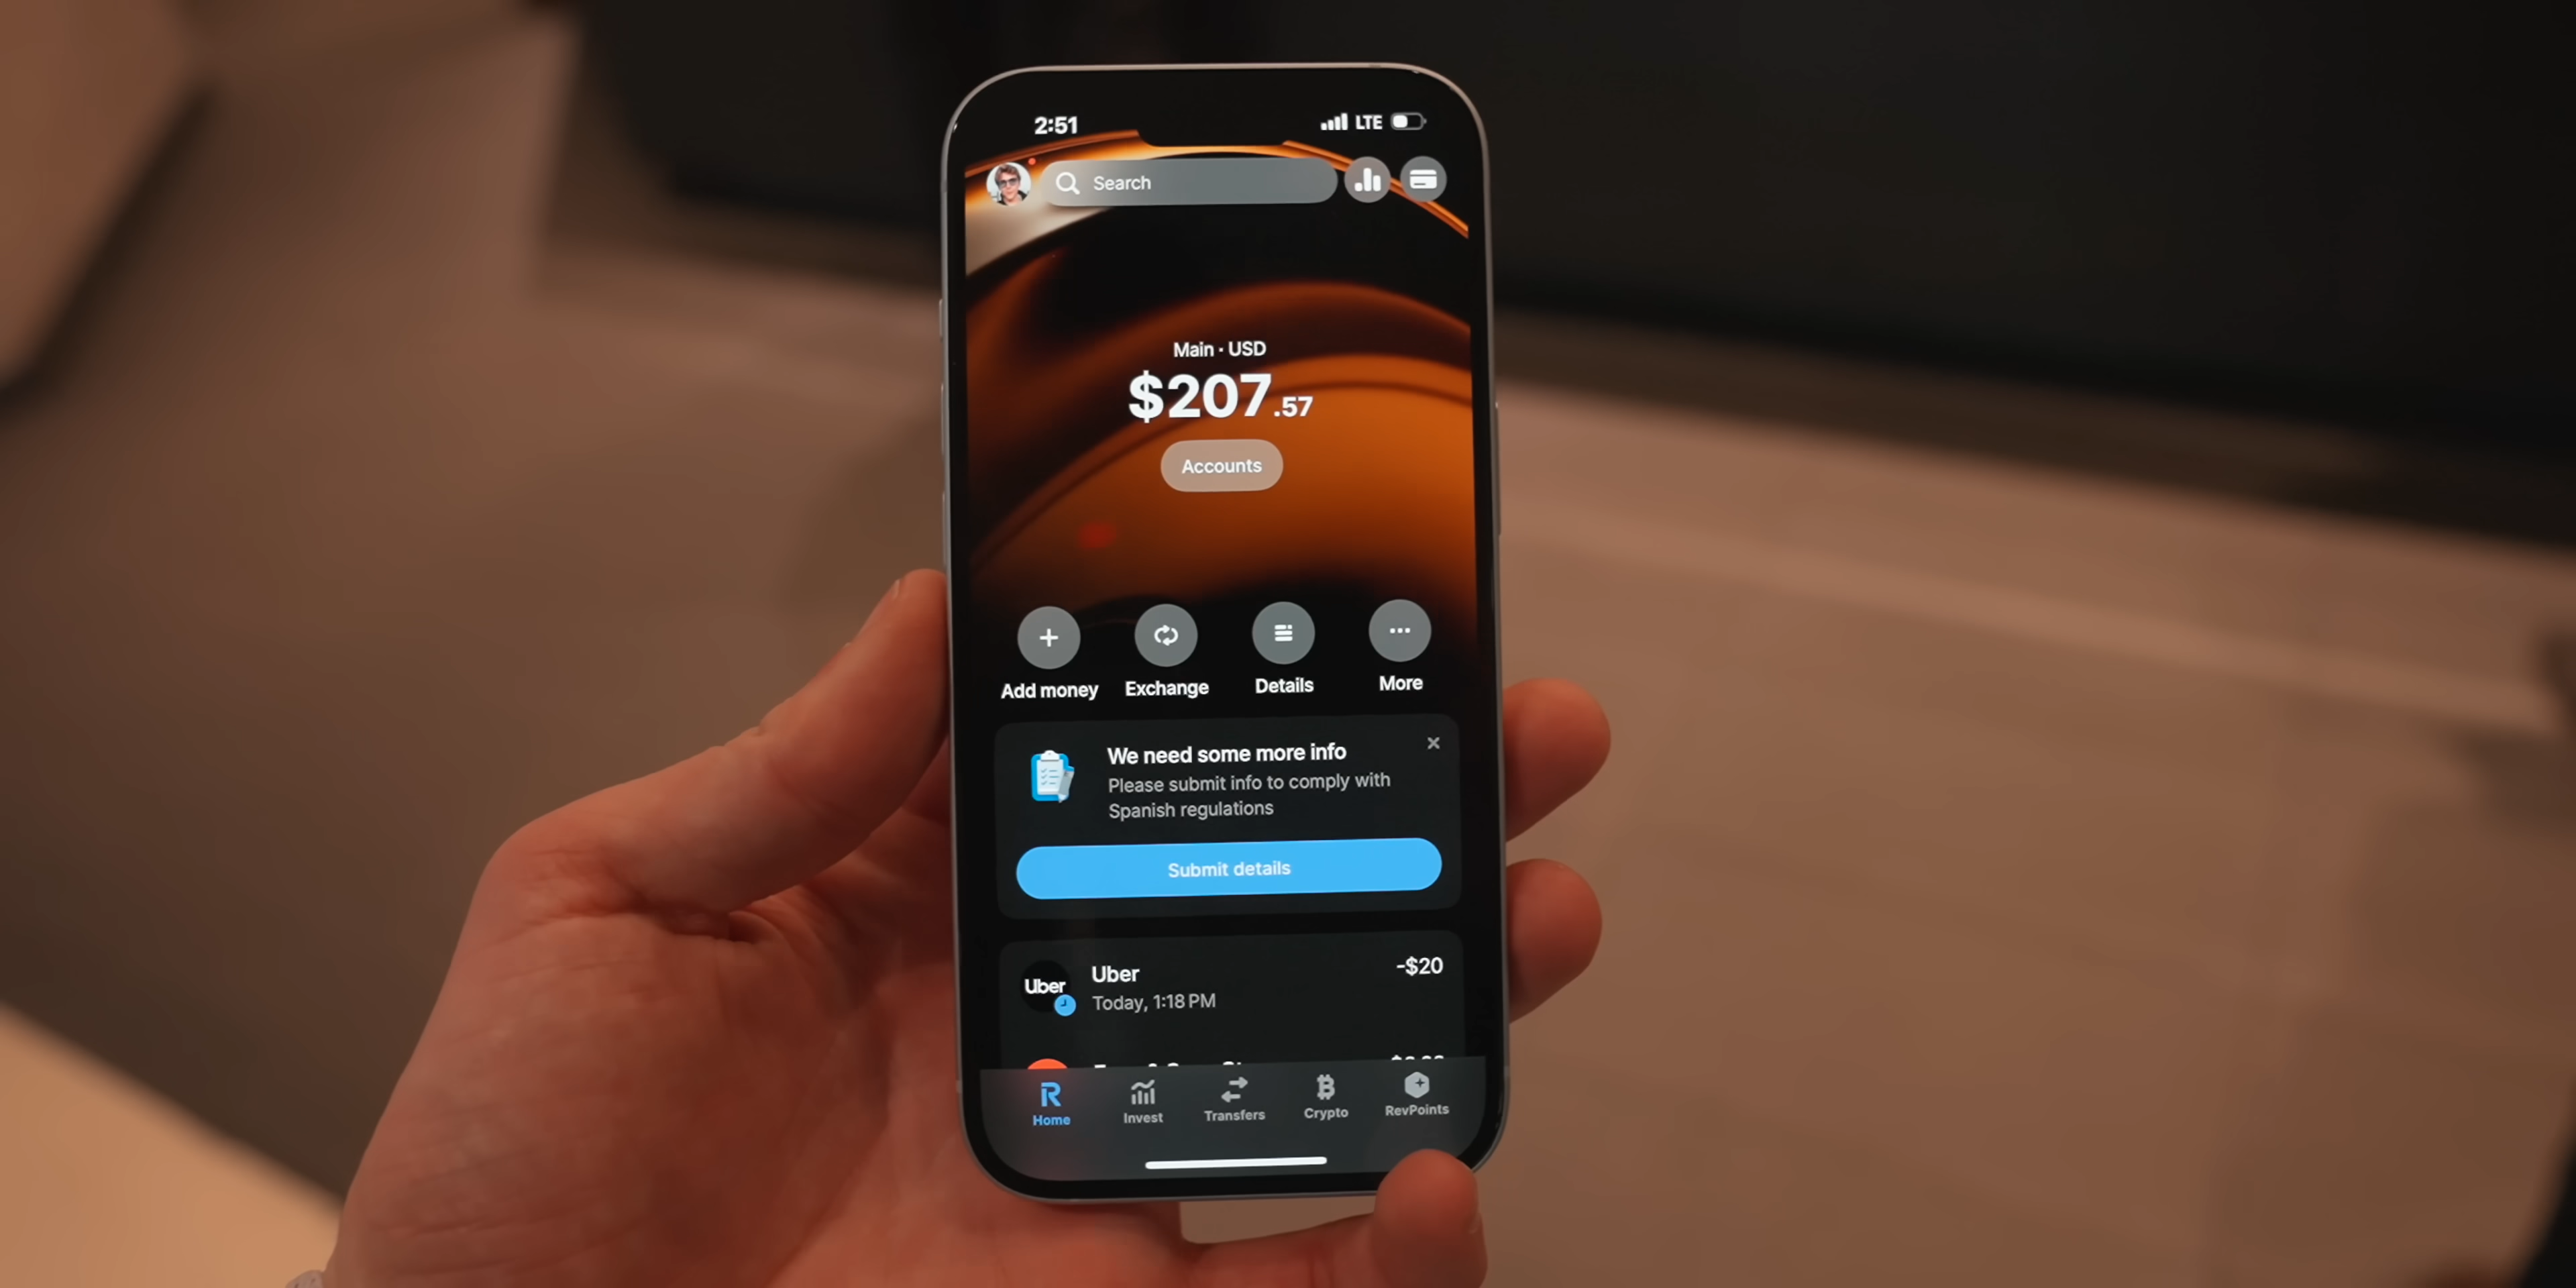 2:51
LTE
Search
Main · USD
$207.57
Accounts
Add money
Exchange
Details
More
We need some more info
Please submit info to comply with
Spanish regulations
Submit details
Uber
Uber
-$20
Today, 1:18 PM
Home
Invest
Transfers
Crypto
RevPoints